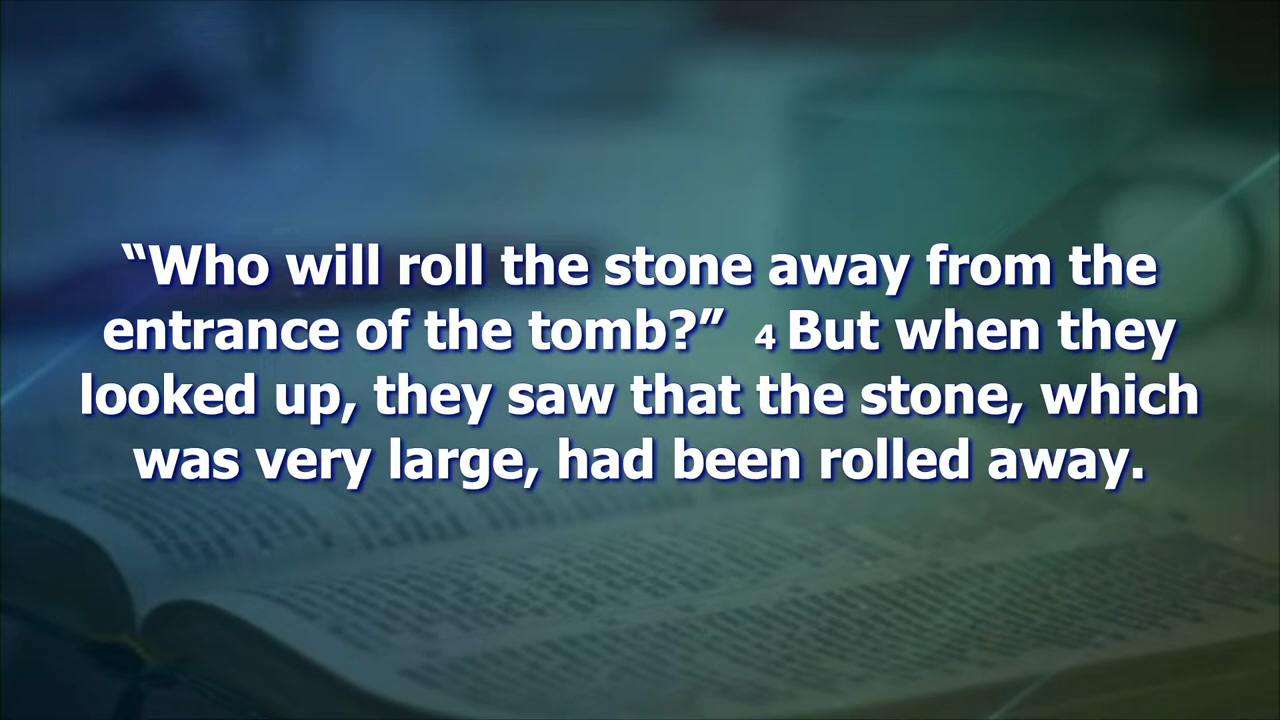 “Who will roll the stone away from the
entrance of the tomb?” 4 But when they
looked up, they saw that the stone, which
was very large, had been rolled away.